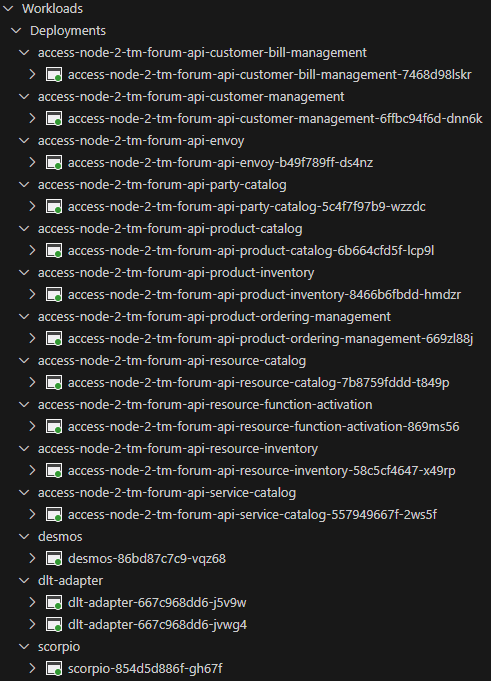 Workloads
Deployments
access-node-2-tm-forum-api-customer-bill-management
access-node-2-tm-forum-api-customer-bill-management-7468d98lskr
access-node-2-tm-forum-api-customer-management
access-node-2-tm-forum-api-customer-management-6ffbc94f6d-dnn6k
access-node-2-tm-forum-api-envoy
access-node-2-tm-forum-api-envoy-b49f789ff-ds4nz
access-node-2-tm-forum-api-party-catalog
access-node-2-tm-forum-api-party-catalog-5c4f7f97b9-wzzdc
access-node-2-tm-forum-api-product-catalog
access-node-2-tm-forum-api-product-catalog-6b664cfd5f-lcp9l
access-node-2-tm-forum-api-product-inventory
access-node-2-tm-forum-api-product-inventory-8466b6fbdd-hmdzr
access-node-2-tm-forum-api-product-ordering-management
access-node-2-tm-forum-api-product-ordering-management-669zl88j
access-node-2-tm-forum-api-resource-catalog
access-node-2-tm-forum-api-resource-catalog-7b8759fddd-t849p
access-node-2-tm-forum-api-resource-function-activation
access-node-2-tm-forum-api-resource-function-activation-869ms56
access-node-2-tm-forum-api-resource-inventory
access-node-2-tm-forum-api-resource-inventory-58c5cf4647-x49rp
access-node-2-tm-forum-api-service-catalog
access-node-2-tm-forum-api-service-catalog-557949667f-2ws5f
desmos
desmos-86bd87c7c9-vqz68
dlt-adapter
dlt-adapter-667c968dd6-j5v9w
dlt-adapter-667c968dd6-jvwg4
scorpio
scorpio-854d5d886f-gh67f